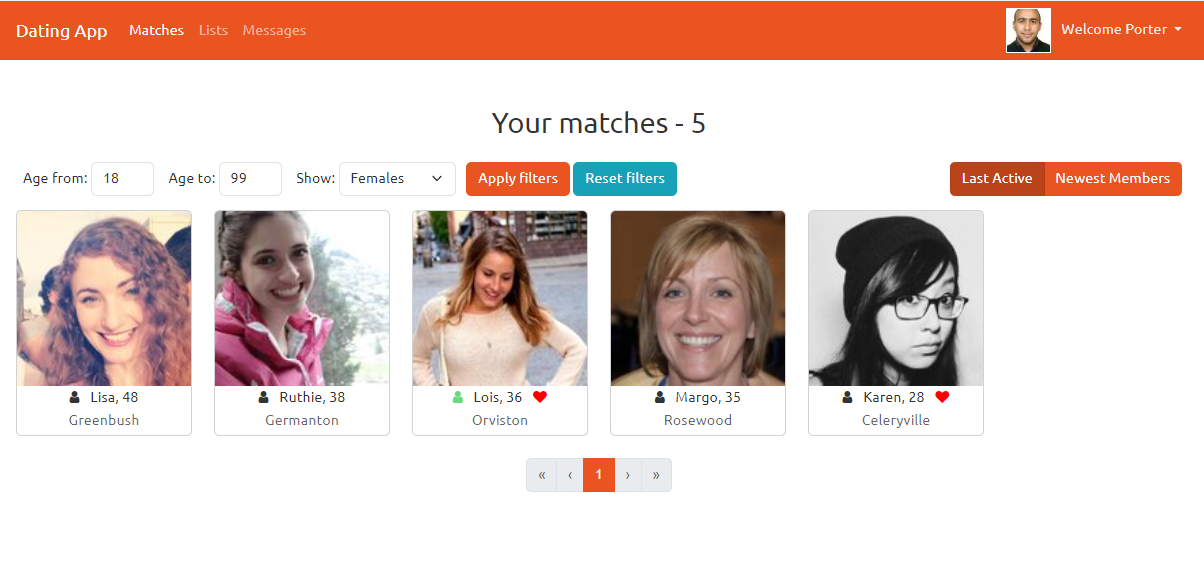 Dating App Matches Lists Messages Welcome Porter
Your matches - 5
Age from: 18 Age to: 99 Show: Females Apply filters Reset filters Last Active Newest Members
Lisa, 48 Ruthie, 38 Lois, 36 Margo, 35 Karen, 28
Greenbush Germanton Orviston Rosewood Celeryville
« ‹ 1 › »